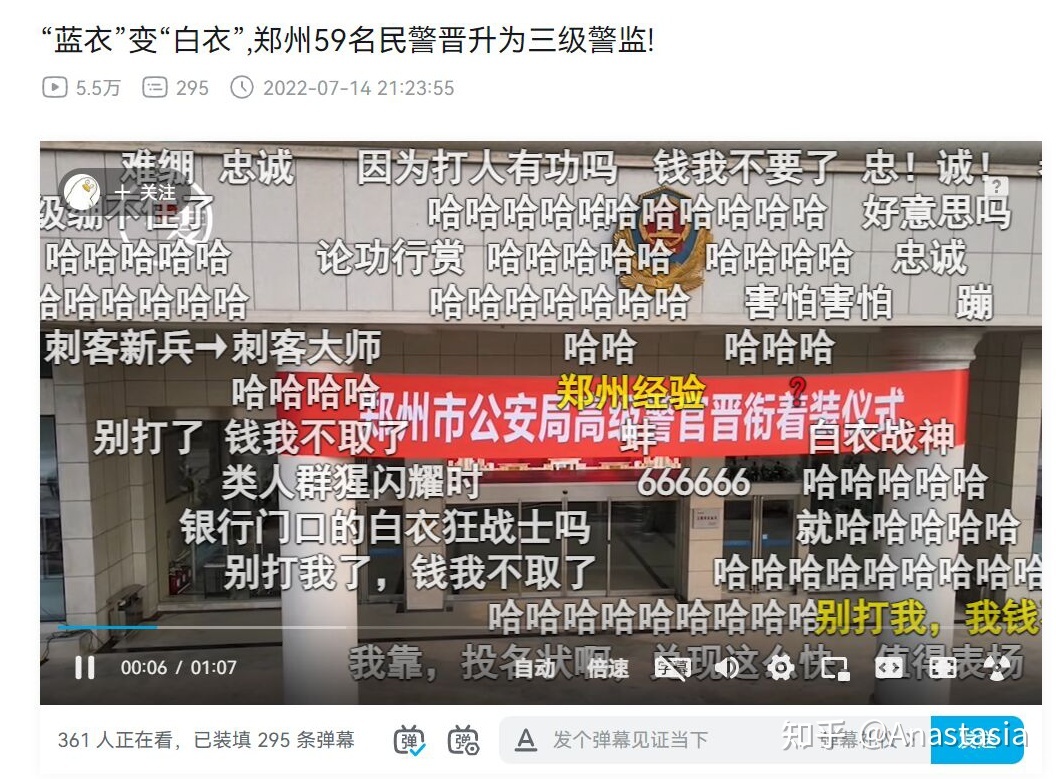 “蓝衣”变“白衣”,郑州59名民警晋升为三级警监!
5.5万 295 2022-07-14 21:23:55
难绷 忠诚 因为打人有功吗 钱我不要了 忠！诚！
+ 关注
级绷不住了 哈哈哈哈哈哈哈哈哈哈哈 好意思吗
哈哈哈哈哈 论功行赏 哈哈哈哈哈 哈哈哈哈 忠诚
哈哈哈哈哈哈 哈哈哈哈哈哈哈 害怕害怕 蹦
刺客新兵→刺客大师 哈哈 哈哈哈
哈哈哈哈 郑州经验 ?
郑州市公安局高级警官晋衔着装仪式
别打了 钱我不取了 蚌 白衣战神
类人群猩闪耀时 666666 哈哈哈哈哈
银行门口的白衣狂战士吗 就哈哈哈哈哈
别打我了，钱我不取了 哈哈哈哈哈哈哈哈哈
哈哈哈哈哈哈哈哈哈 别打我，我钱
我靠，投名状啊 兑现这么快 值得表扬
00:06 / 01:07 自动 倍速 字幕
361 人正在看，已装填 295 条弹幕 弹 弹 A 发个弹幕见证当下 弹幕礼仪 发送
知乎 @Anastasia